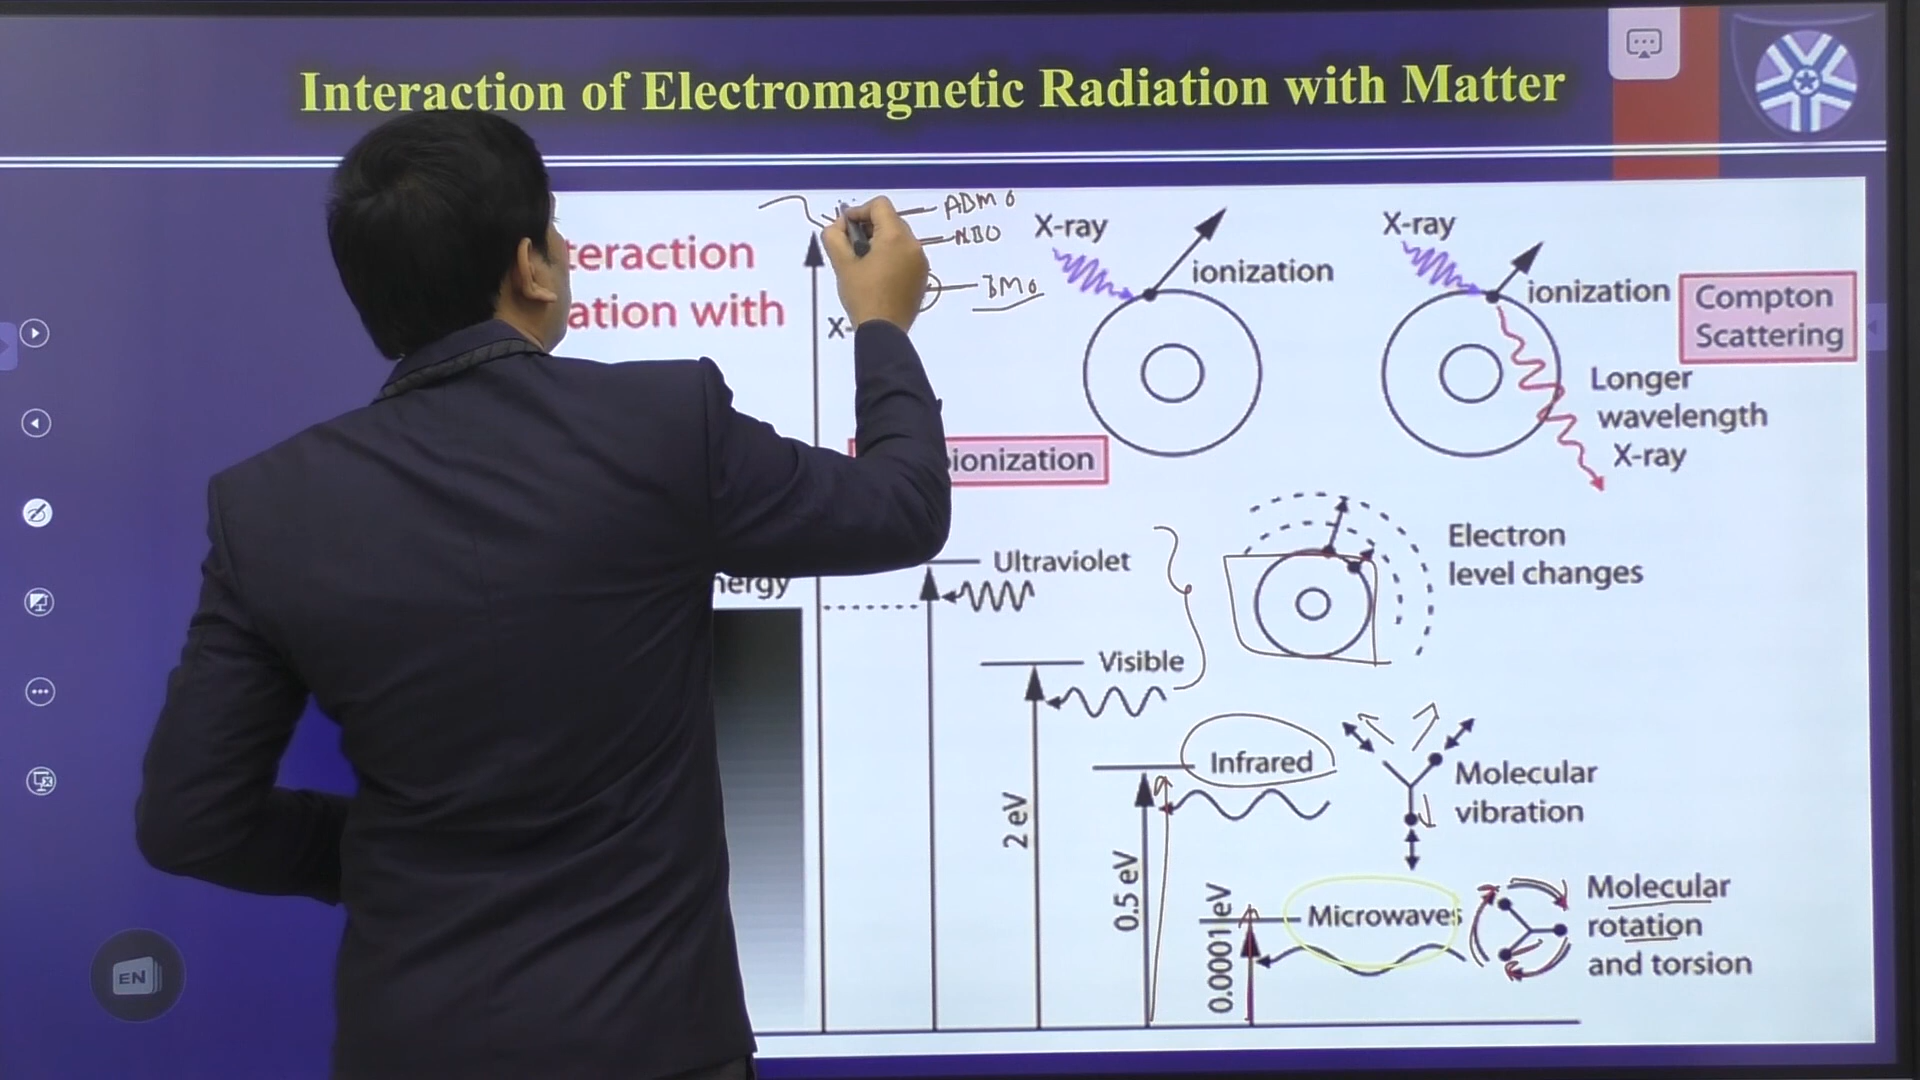 Interaction of Electromagnetic Radiation with Matter
teraction
ation with
X-
ADMO
NBO
BMO
X-ray
ionization
X-ray
ionization
Compton
Scattering
Longer
wavelength
X-ray
ionization
nergy
Ultraviolet
Electron
level changes
Visible
2 eV
Infrared
0.5 eV
Molecular
vibration
Microwaves
0.0001eV
Molecular
rotation
and torsion
EN